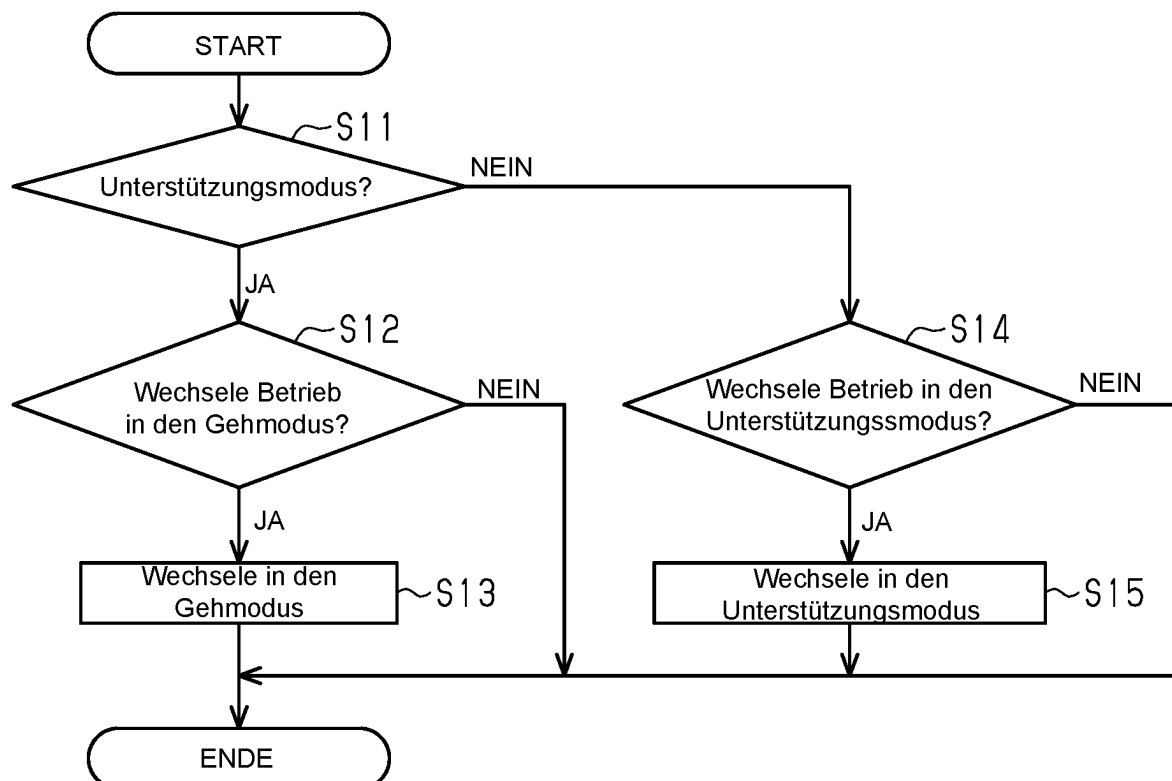 START
S11
Unterstützungsmodus?
NEIN
JA
S12
Wechsele Betrieb
in den Gehmodus?
NEIN
JA
Wechsele in den
Gehmodus
S13
S14
Wechsele Betrieb in den
Unterstützungssmodus?
NEIN
JA
Wechsele in den
Unterstützungsmodus
S15
ENDE